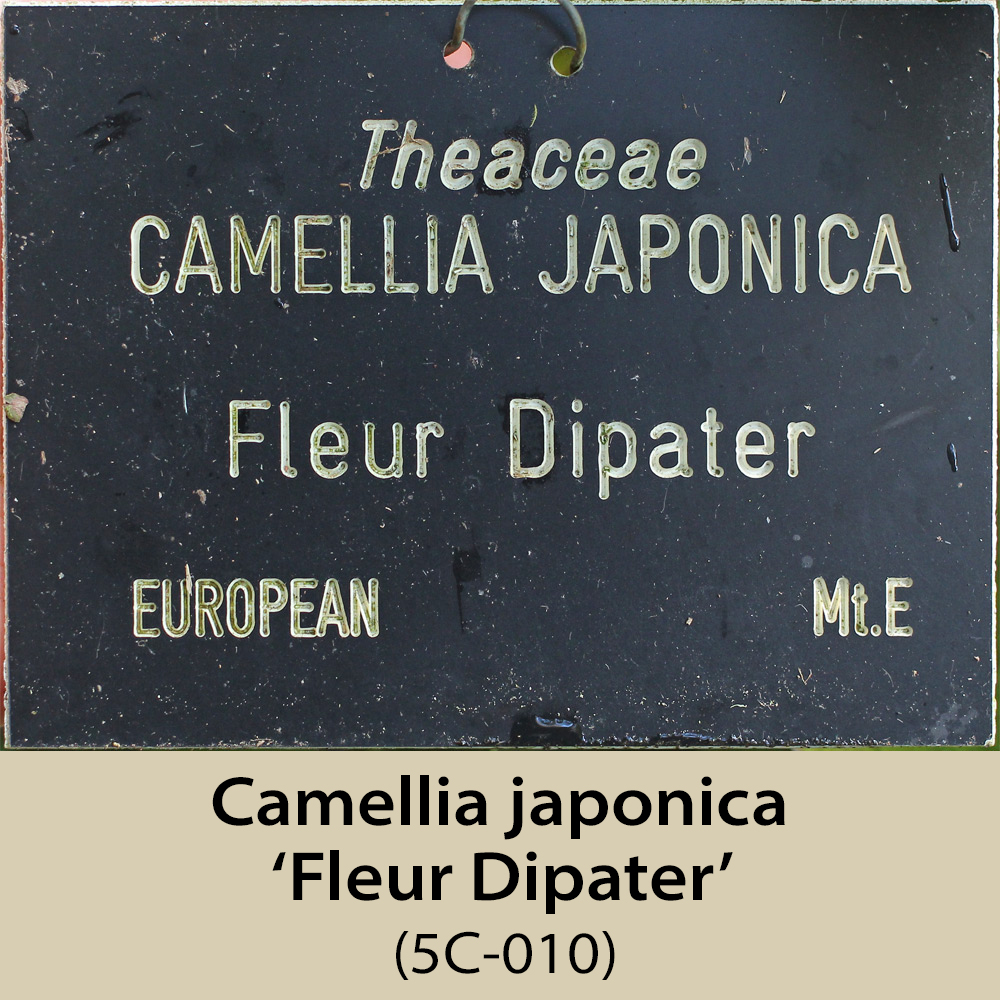 Theaceae
CAMELLIA JAPONICA
Fleur Dipater
EUROPEAN Mt.E
Camellia japonica
‘Fleur Dipater’
(5C-010)